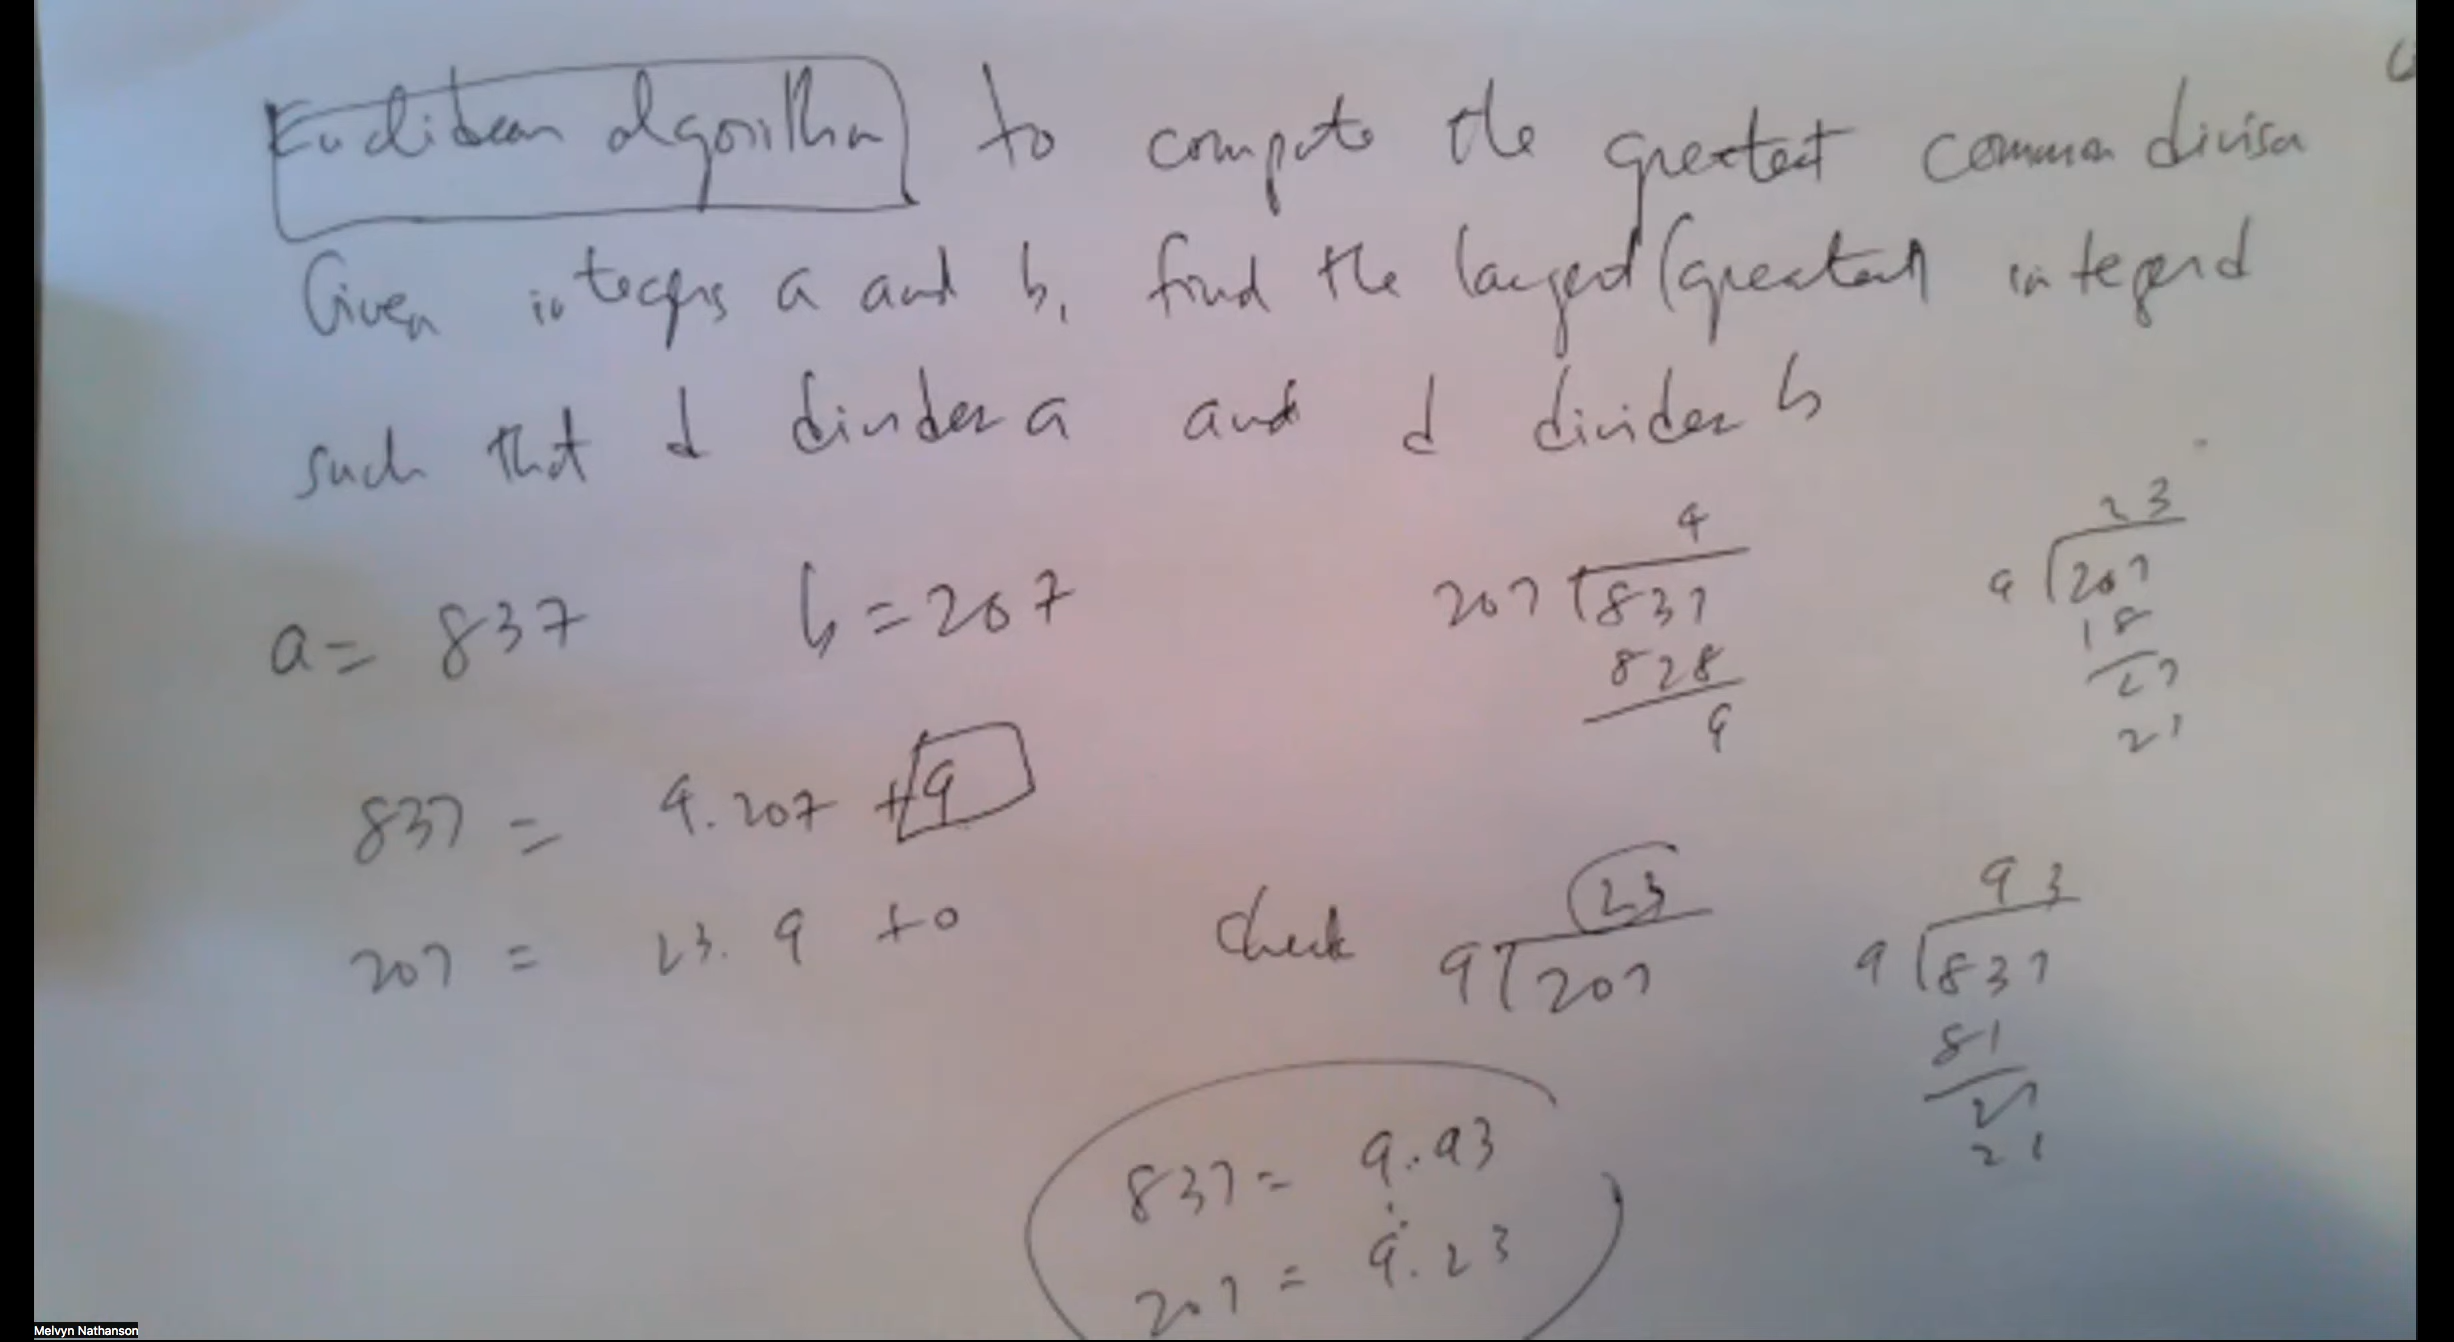 Euclidean algorithm to compute the greatest common divisor
Given integers a and b, find the largest (greatest) integer d
such that d divides a and d divides b
a = 837 b = 207
4
207 837
828
9
23
9 207
18
27
27
837 = 4.207 + 9
207 = 23.9 + 0
check
23
9 207
93
9 837
81
27
27
837 = 9.93
207 = 9.23
Melvyn Nathanson